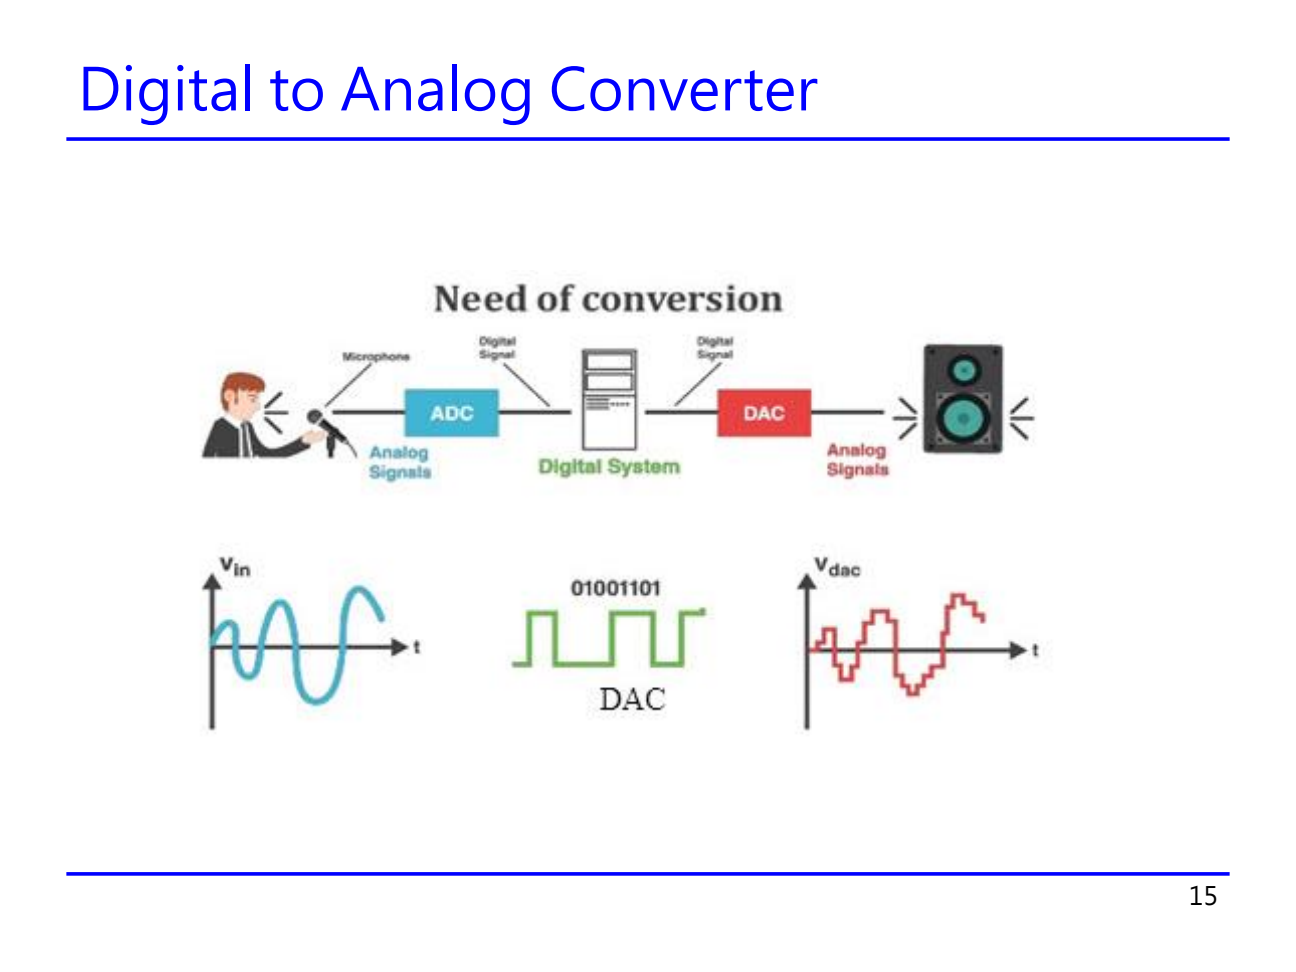 Digital to Analog Converter
Need of conversion
Microphone
Digital
Signal
Digital
Signal
ADC
DAC
Analog
Signals
Digital System
Analog
Signals
Vin
t
01001101
DAC
Vdac
t
15